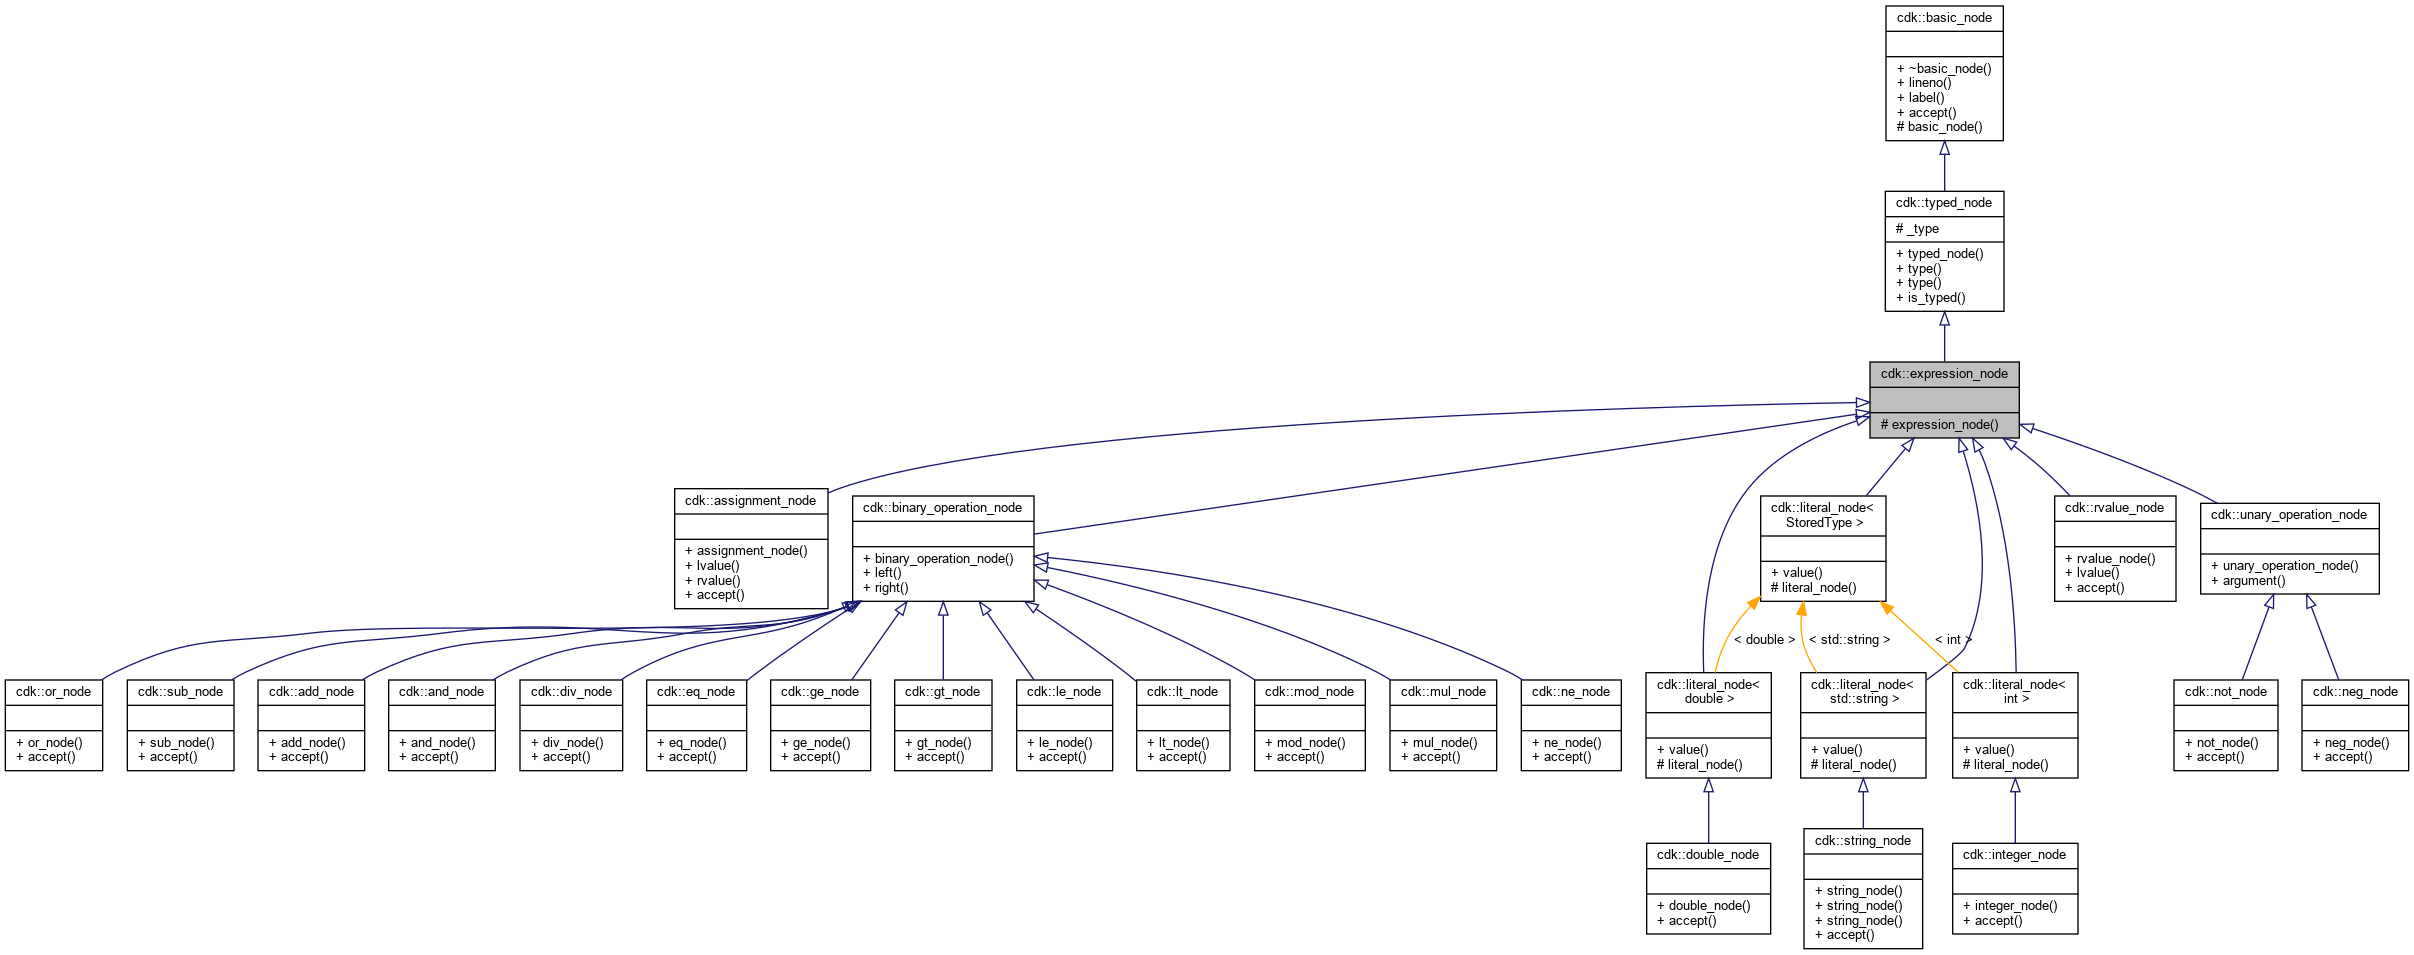 cdk::basic_node
+ ~basic_node()
+ lineno()
+ label()
+ accept()
# basic_node()
cdk::typed_node
# _type
+ typed_node()
+ type()
+ type()
+ is_typed()
cdk::expression_node
# expression_node()
cdk::assignment_node
+ assignment_node()
+ lvalue()
+ rvalue()
+ accept()
cdk::binary_operation_node
+ binary_operation_node()
+ left()
+ right()
cdk::literal_node<
StoredType >
+ value()
# literal_node()
cdk::rvalue_node
+ rvalue_node()
+ lvalue()
+ accept()
cdk::unary_operation_node
+ unary_operation_node()
+ argument()
< double >
< std::string >
< int >
cdk::or_node
+ or_node()
+ accept()
cdk::sub_node
+ sub_node()
+ accept()
cdk::add_node
+ add_node()
+ accept()
cdk::and_node
+ and_node()
+ accept()
cdk::div_node
+ div_node()
+ accept()
cdk::eq_node
+ eq_node()
+ accept()
cdk::ge_node
+ ge_node()
+ accept()
cdk::gt_node
+ gt_node()
+ accept()
cdk::le_node
+ le_node()
+ accept()
cdk::lt_node
+ lt_node()
+ accept()
cdk::mod_node
+ mod_node()
+ accept()
cdk::mul_node
+ mul_node()
+ accept()
cdk::ne_node
+ ne_node()
+ accept()
cdk::literal_node<
double >
+ value()
# literal_node()
cdk::literal_node<
std::string >
+ value()
# literal_node()
cdk::literal_node<
int >
+ value()
# literal_node()
cdk::not_node
+ not_node()
+ accept()
cdk::neg_node
+ neg_node()
+ accept()
cdk::double_node
+ double_node()
+ accept()
cdk::string_node
+ string_node()
+ string_node()
+ string_node()
+ accept()
cdk::integer_node
+ integer_node()
+ accept()